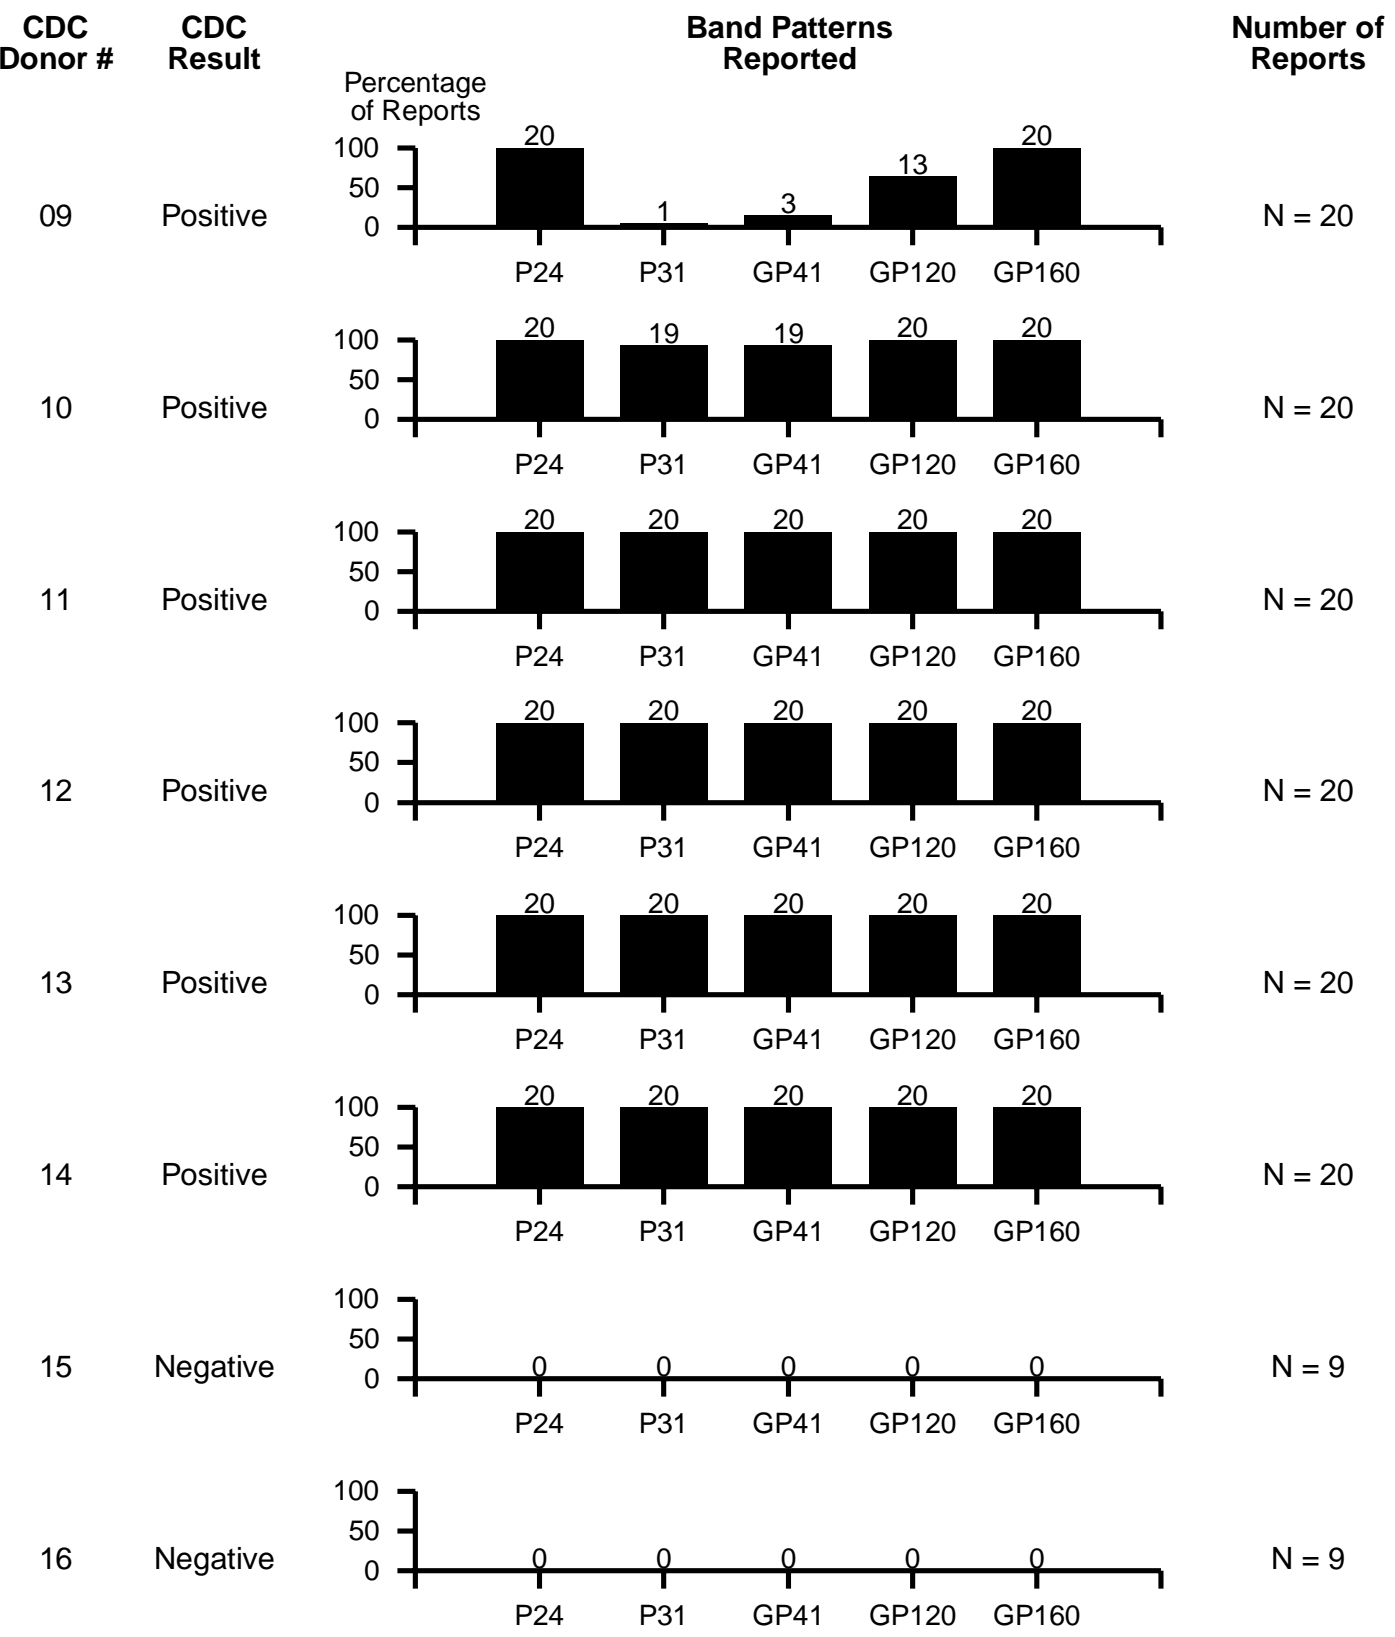 CDC CDC Band Patterns Number of
Donor # Result Reported Reports
Percentage
of Reports
20 1 3 13 20
100
50
0
09 Positive N = 20
P24 P31 GP41 GP120 GP160
20 19 19 20 20
100
50
0
10 Positive N = 20
P24 P31 GP41 GP120 GP160
20 20 20 20 20
100
50
0
11 Positive N = 20
P24 P31 GP41 GP120 GP160
20 20 20 20 20
100
50
0
12 Positive N = 20
P24 P31 GP41 GP120 GP160
20 20 20 20 20
100
50
0
13 Positive N = 20
P24 P31 GP41 GP120 GP160
20 20 20 20 20
100
50
0
14 Positive N = 20
P24 P31 GP41 GP120 GP160
100
50
0
15 Negative 0 0 0 0 0 N = 9
P24 P31 GP41 GP120 GP160
100
50
0
16 Negative 0 0 0 0 0 N = 9
P24 P31 GP41 GP120 GP160